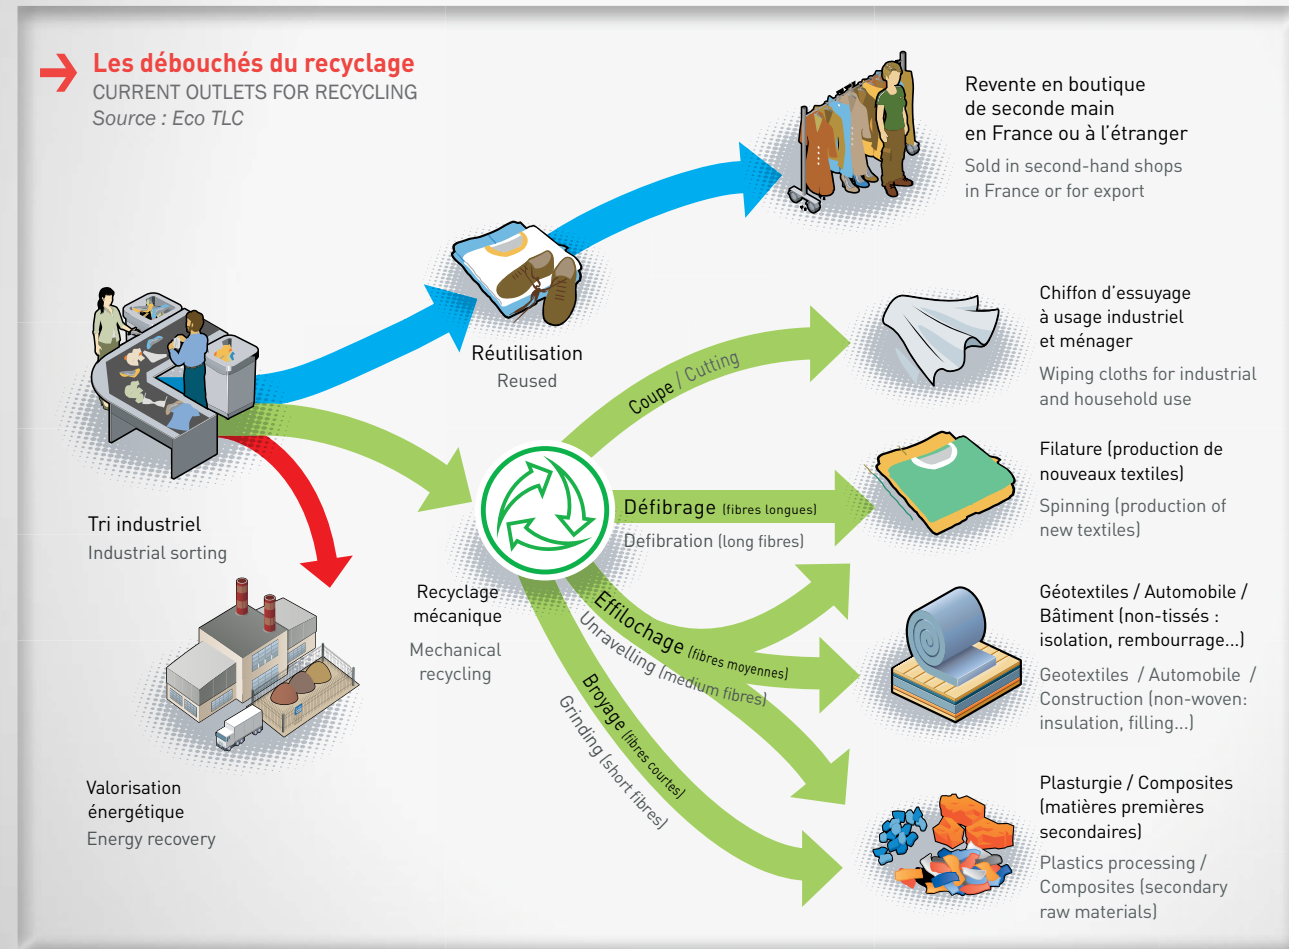 Les débouchés du recyclage
CURRENT OUTLETS FOR RECYCLING
Source : Eco TLC
Revente en boutique
de seconde main
en France ou à l'étranger
Sold in second-hand shops
in France or for export
Réutilisation
Reused
Chiffon d'essuyage
à usage industriel
et ménager
Wiping cloths for industrial
and household use
Coupe / Cutting
Filature (production de
nouveaux textiles)
Spinning (production of
new textiles)
Défibrage (fibres longues)
Defibration (long fibres)
Tri industriel
Industrial sorting
Recyclage
mécanique
Mechanical
recycling
Effilochage (fibres moyennes)
Unravelling (medium fibres)
Géotextiles / Automobile /
Bâtiment (non-tissés :
isolation, rembourrage...)
Geotextiles / Automobile /
Construction (non-woven:
insulation, filling...)
Broyage (fibres courtes)
Grinding (short fibres)
Valorisation
énergétique
Energy recovery
Plasturgie / Composites
(matières premières
secondaires)
Plastics processing /
Composites (secondary
raw materials)